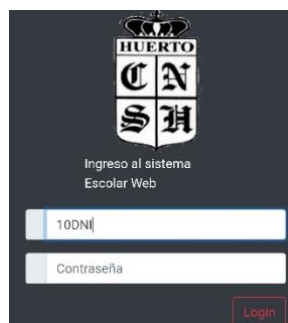 HUERTO
C N
S H
Ingreso al sistema
Escolar Web
10DNI
Contraseña
Login